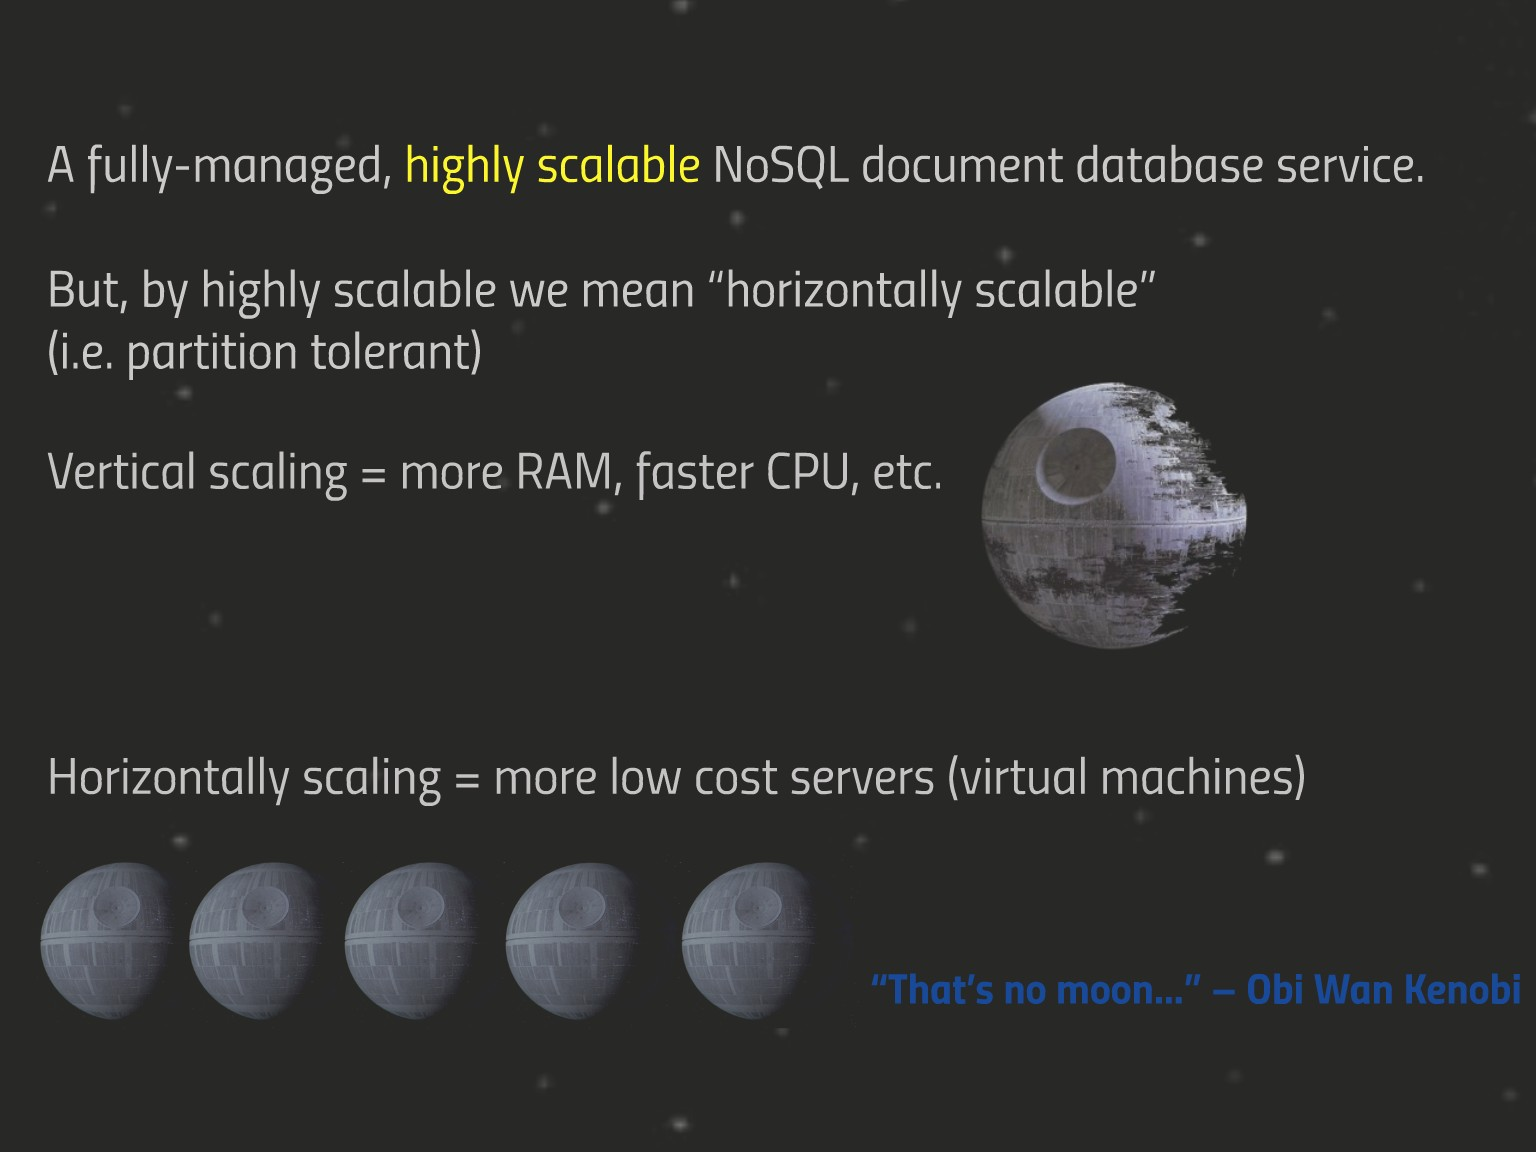 A fully-managed, highly scalable NoSQL document database service.
But, by highly scalable we mean “horizontally scalable”
(i.e. partition tolerant)
Vertical scaling = more RAM, faster CPU, etc.
Horizontally scaling = more low cost servers (virtual machines)
“That’s no moon...” – Obi Wan Kenobi